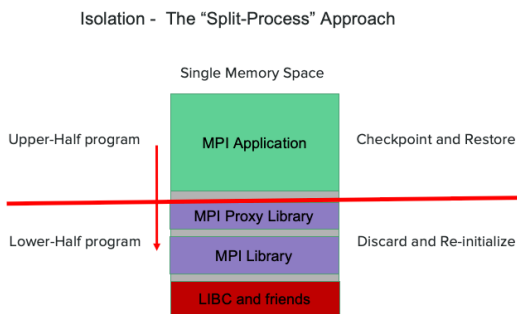 Isolation - The “Split-Process” Approach
Single Memory Space
Upper-Half program
MPI Application
Checkpoint and Restore
MPI Proxy Library
Lower-Half program
MPI Library
Discard and Re-initialize
LIBC and friends